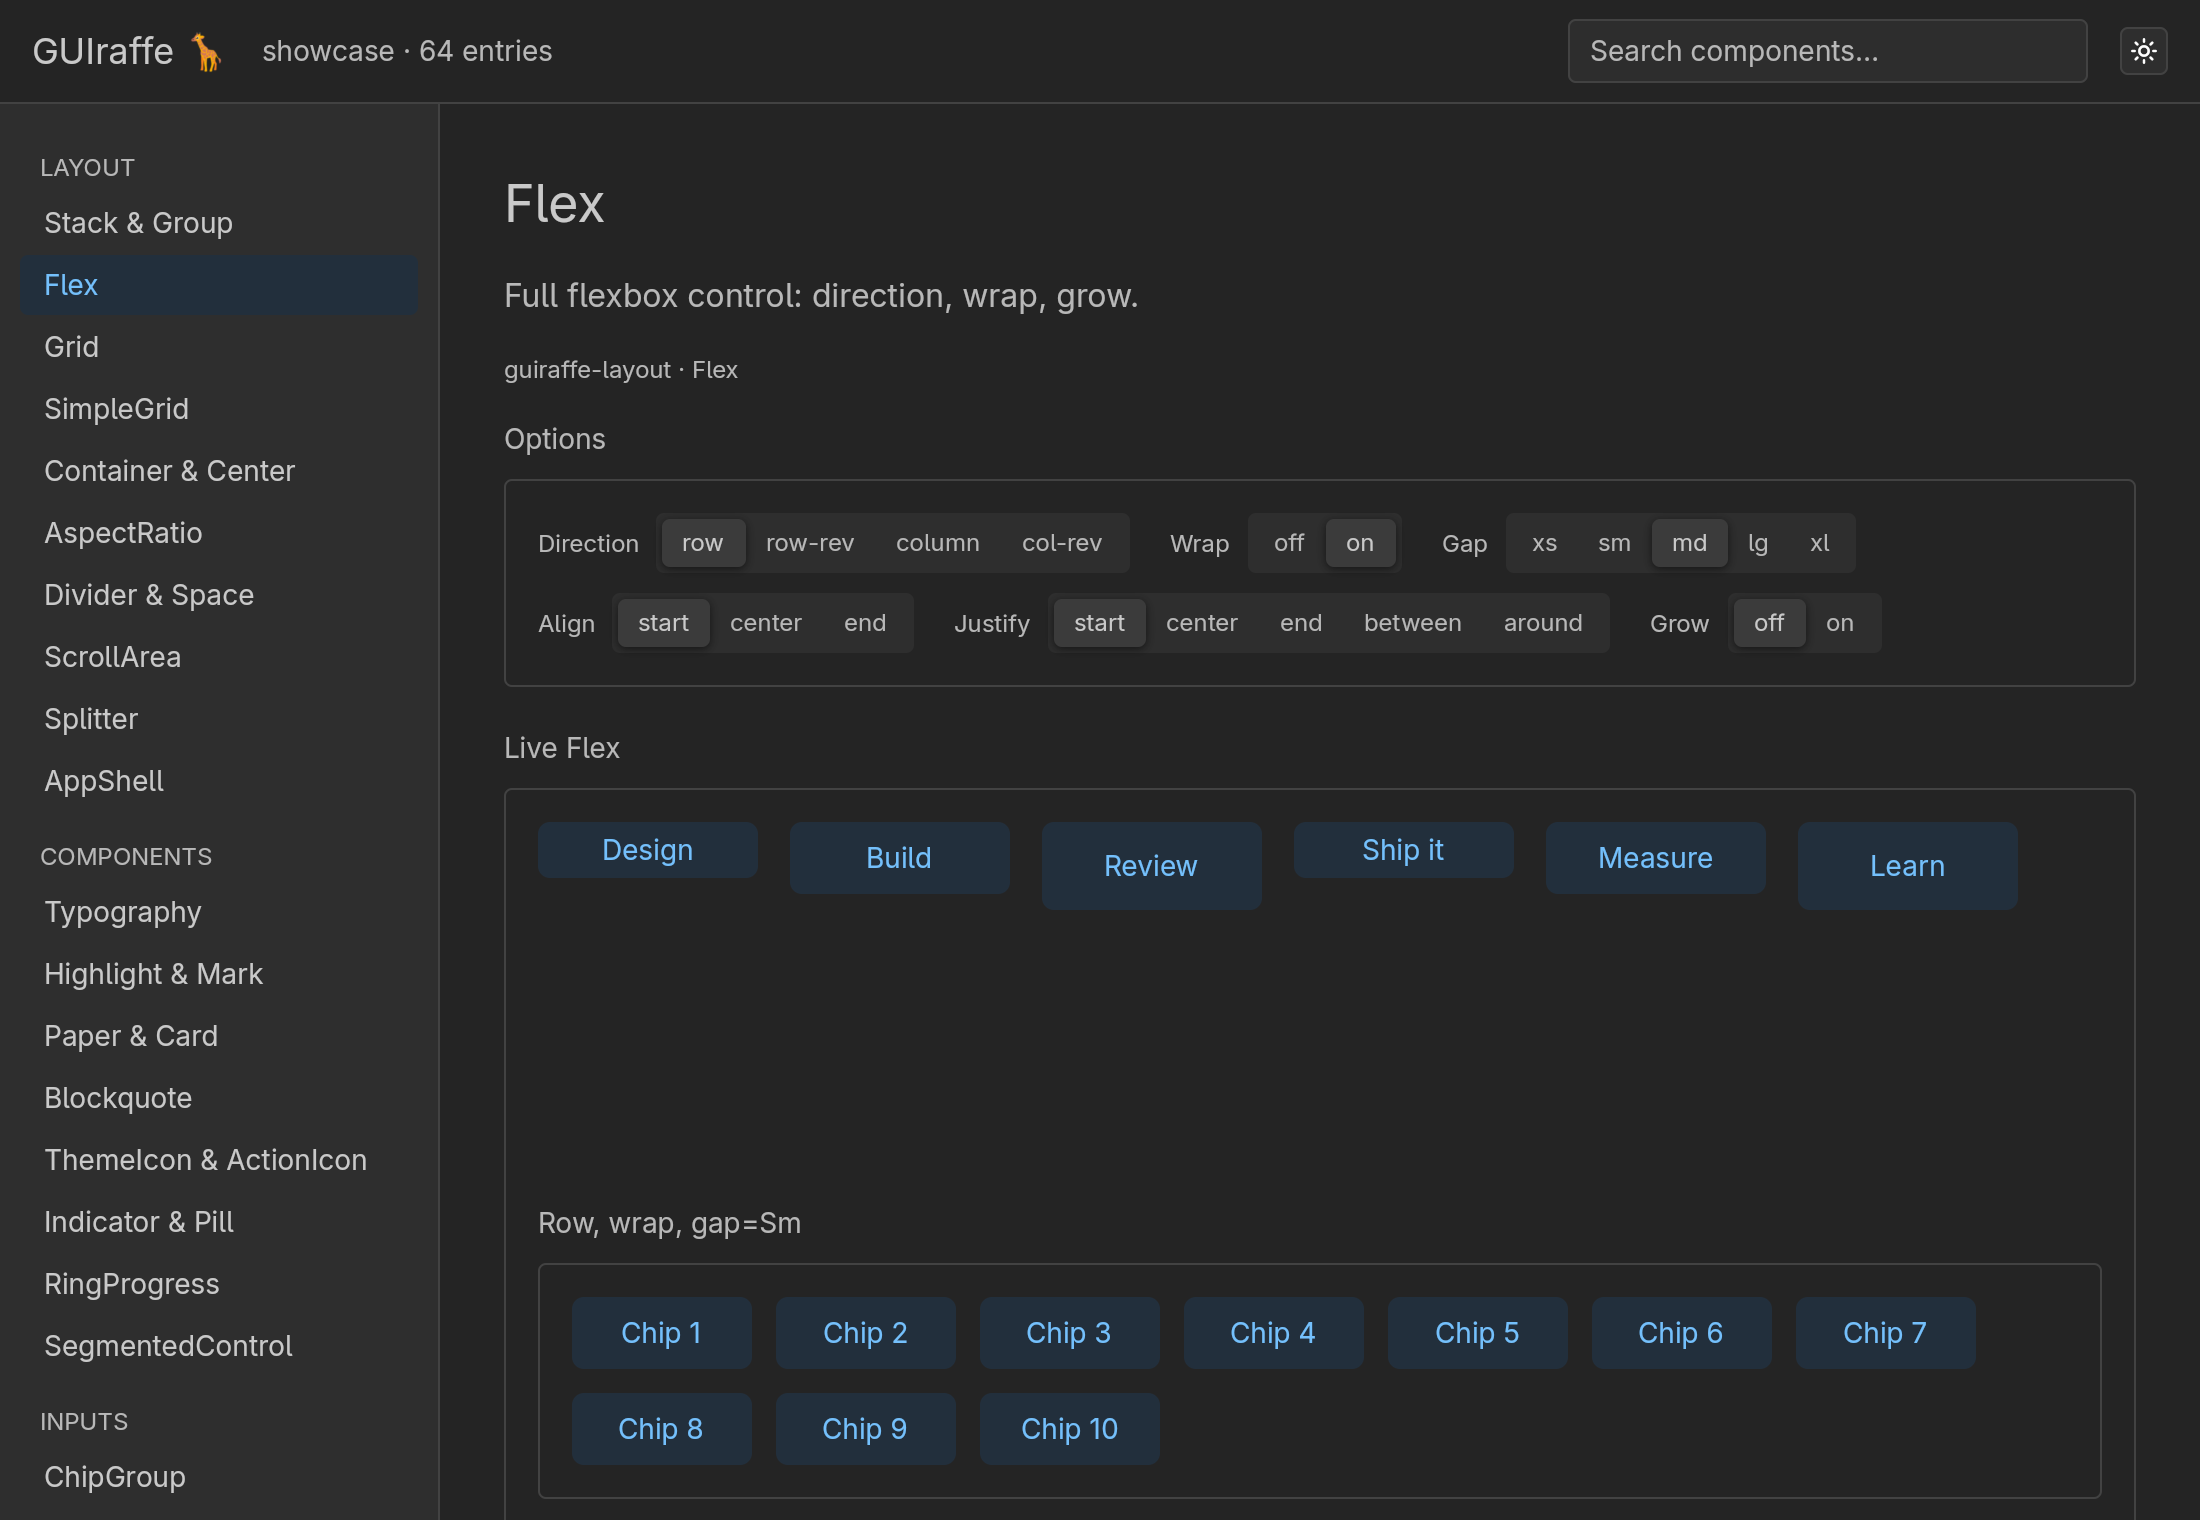 GUIraffe 🦒 showcase · 64 entries Search components...
LAYOUT
Stack & Group
Flex
Grid
SimpleGrid
Container & Center
AspectRatio
Divider & Space
ScrollArea
Splitter
AppShell
COMPONENTS
Typography
Highlight & Mark
Paper & Card
Blockquote
ThemeIcon & ActionIcon
Indicator & Pill
RingProgress
SegmentedControl
INPUTS
ChipGroup
Flex
Full flexbox control: direction, wrap, grow.
guiraffe-layout · Flex
Options
Direction row row-rev column col-rev Wrap off on Gap xs sm md lg xl
Align start center end Justify start center end between around Grow off on
Live Flex
Design Build Review Ship it Measure Learn
Row, wrap, gap=Sm
Chip 1 Chip 2 Chip 3 Chip 4 Chip 5 Chip 6 Chip 7
Chip 8 Chip 9 Chip 10